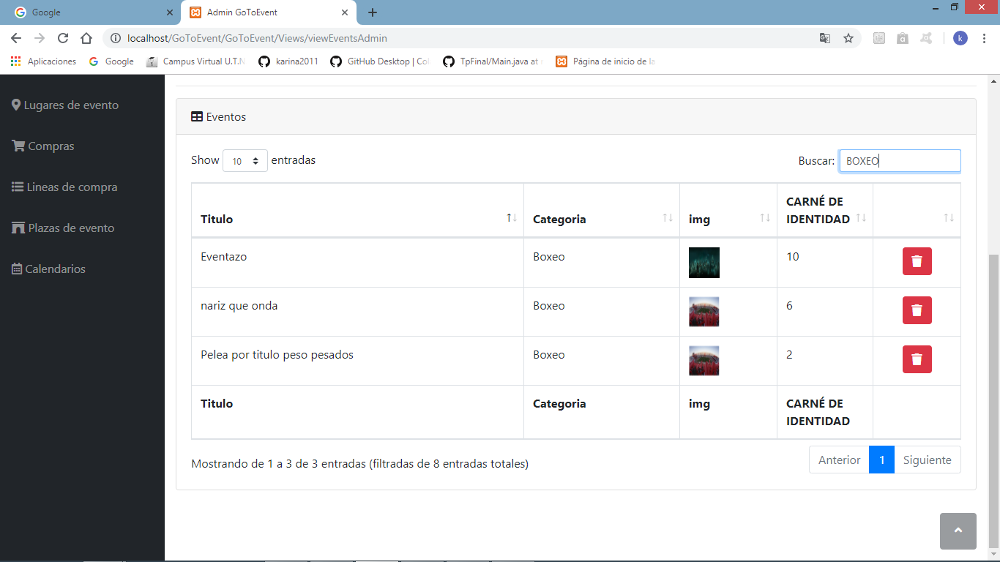 Google
Admin GoToEvent
localhost/GoToEvent/GoToEvent/Views/viewEventsAdmin
k
Aplicaciones
Google
Campus Virtual U.T.N
karina2011
GitHub Desktop | Co
TpFinal/Main.java at
Página de inicio de la
Lugares de evento
Compras
Lineas de compra
Plazas de evento
Calendarios
Eventos
Show 10 entradas
Buscar: BOXEO
Titulo Categoria img CARNÉ DE IDENTIDAD
Eventazo Boxeo 10
nariz que onda Boxeo 6
Pelea por titulo peso pesados Boxeo 2
Titulo Categoria img CARNÉ DE IDENTIDAD
Mostrando de 1 a 3 de 3 entradas (filtradas de 8 entradas totales)
Anterior 1 Siguiente